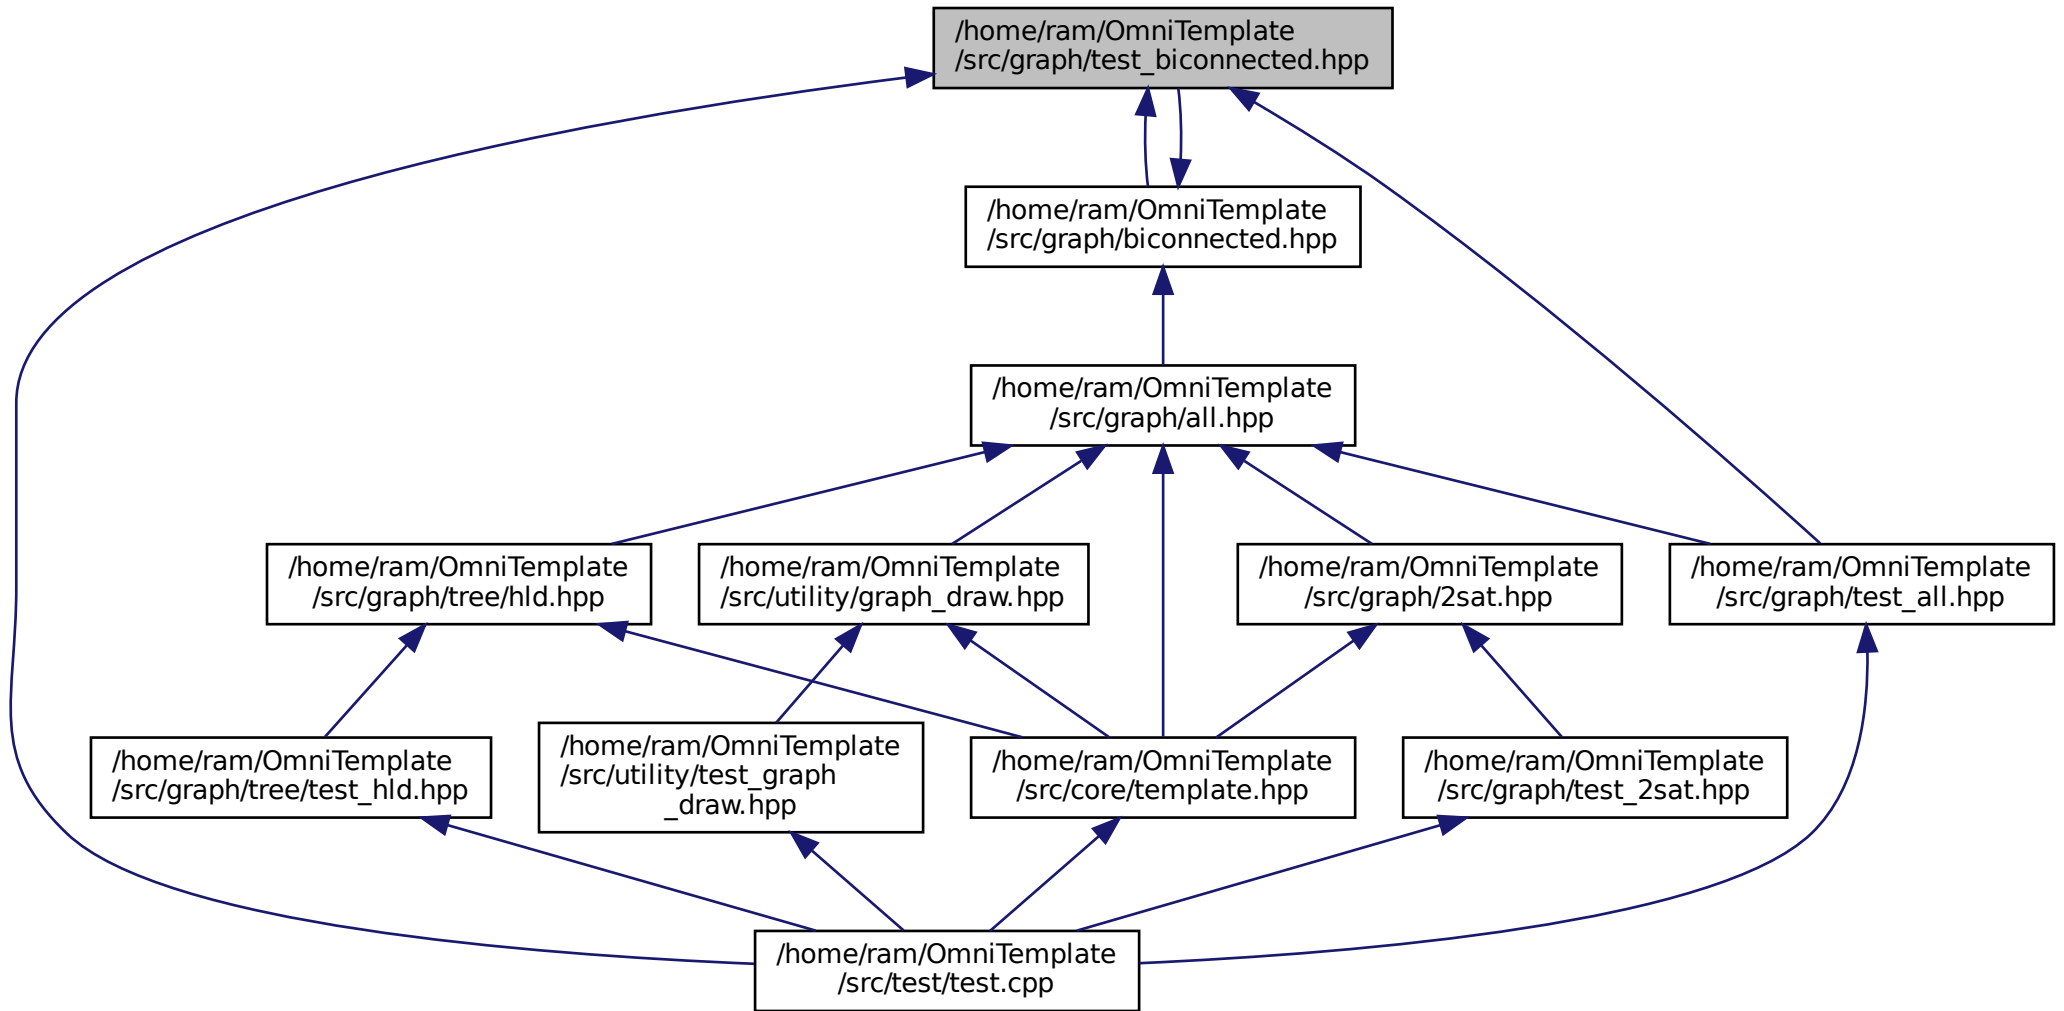 /home/ram/OmniTemplate
/src/graph/test_biconnected.hpp
/home/ram/OmniTemplate
/src/graph/biconnected.hpp
/home/ram/OmniTemplate
/src/graph/all.hpp
/home/ram/OmniTemplate
/src/graph/tree/hld.hpp
/home/ram/OmniTemplate
/src/utility/graph_draw.hpp
/home/ram/OmniTemplate
/src/graph/2sat.hpp
/home/ram/OmniTemplate
/src/graph/test_all.hpp
/home/ram/OmniTemplate
/src/graph/tree/test_hld.hpp
/home/ram/OmniTemplate
/src/utility/test_graph
_draw.hpp
/home/ram/OmniTemplate
/src/core/template.hpp
/home/ram/OmniTemplate
/src/graph/test_2sat.hpp
/home/ram/OmniTemplate
/src/test/test.cpp